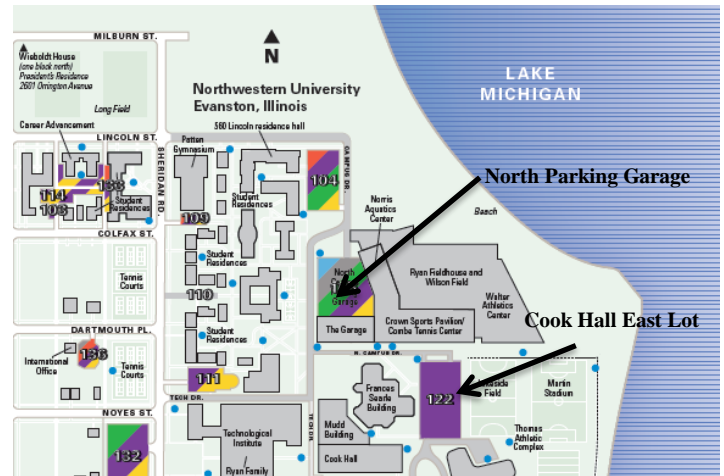 MILBURN ST.
Wieboldt House
(one block north)
President's Residence
2601 Orrington Avenue
N
LAKE
MICHIGAN
Northwestern University
Evanston, Illinois
Long Field
Career Advancement
560 Lincoln residence hall
LINCOLN ST.
Patten
Gymnasium
SHERIDAN RD.
CAMPUS DR.
114
133
103
Student
Residences
104
North Parking Garage
Student
Residences
Norris
Aquatics
Center
Beach
109
COLFAX ST.
Tennis
Courts
Student
Residences
110
North
Garage
Ryan Fieldhouse and
Wilson Field
Walter
Athletics
Center
DARTMOUTH PL.
Student
Residences
The Garage
Crown Sports Pavilion/
Combe Tennis Center
Cook Hall East Lot
International
Office
136
Tennis
Courts
N. CAMPUS DR.
111
TECH DR.
Frances
Searle
Building
122
Lakeside
Field
Martin
Stadium
NOYES ST.
132
Technological
Institute
TECH DR.
Mudd
Building
Thomas
Athletic
Complex
Cook Hall
Ryan Family